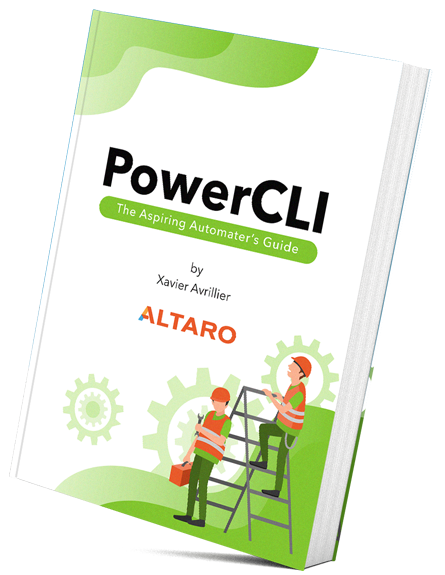 PowerCLI
The Aspiring Automater's Guide
by
Xavier Avrillier
ALTARO